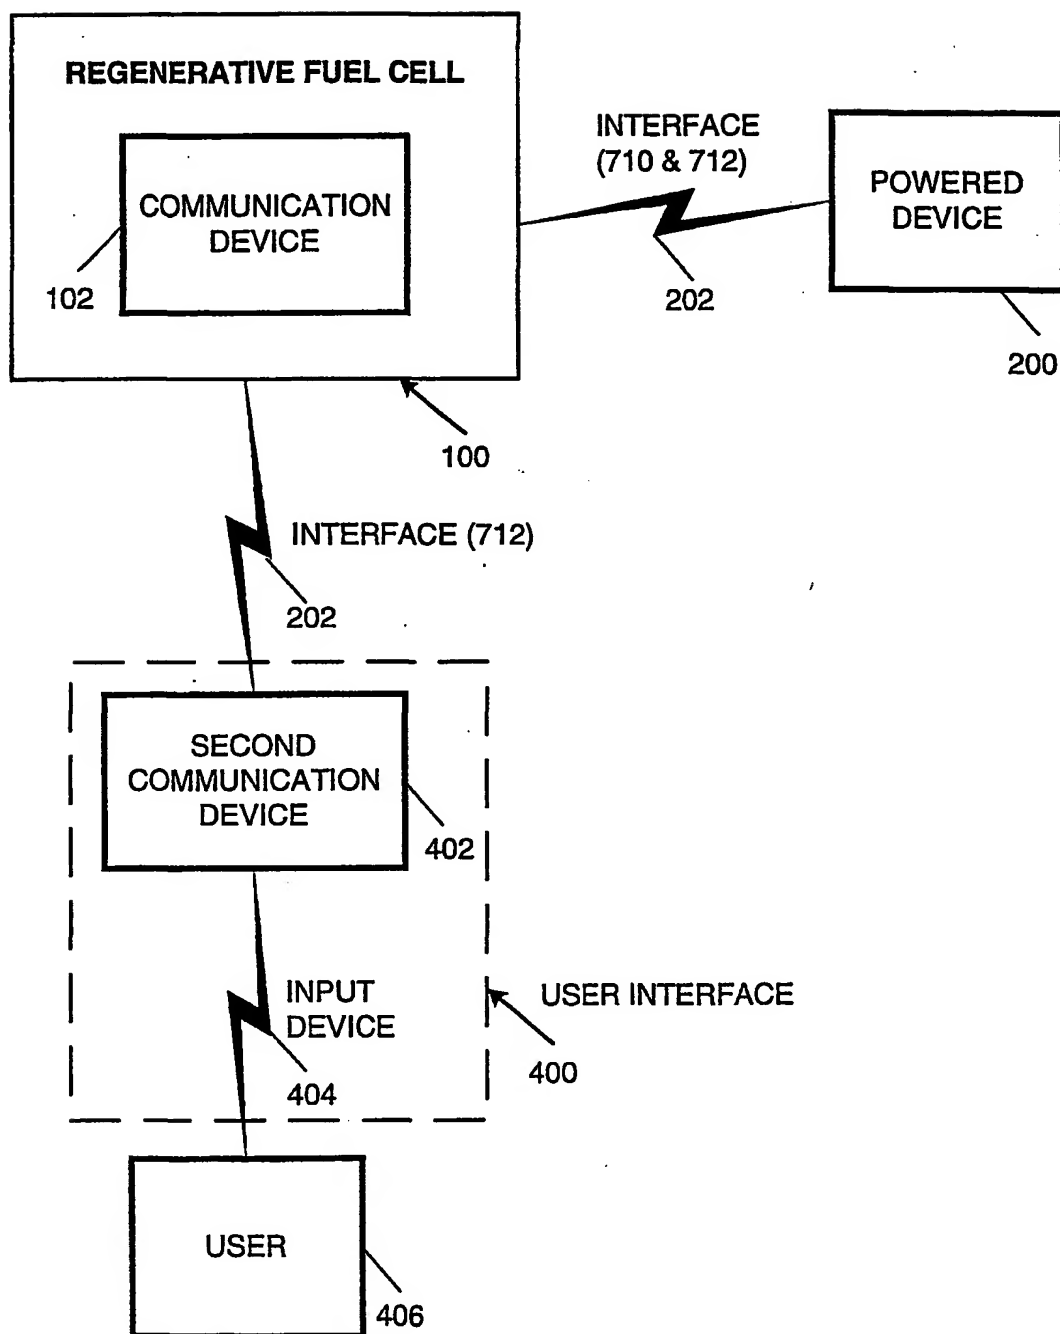 REGENERATIVE FUEL CELL
COMMUNICATION
DEVICE
102
100
INTERFACE
(710 & 712)
202
POWERED
DEVICE
200
INTERFACE (712)
202
SECOND
COMMUNICATION
DEVICE
402
INPUT
DEVICE
404
USER INTERFACE
400
USER
406